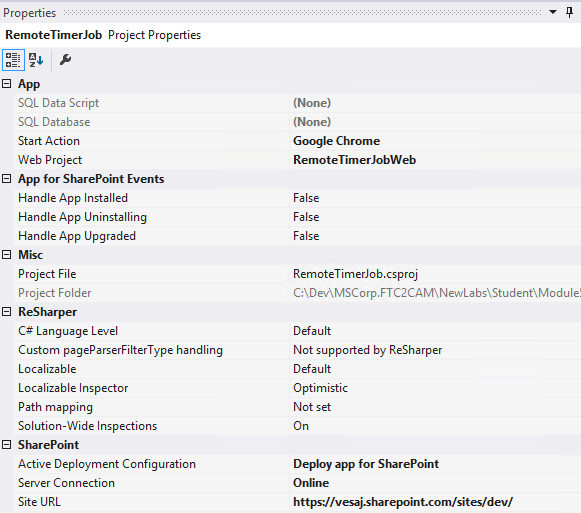 Properties
RemoteTimerJob Project Properties
App
SQL Data Script (None)
SQL Database (None)
Start Action Google Chrome
Web Project RemoteTimerJobWeb
App for SharePoint Events
Handle App Installed False
Handle App Uninstalling False
Handle App Upgraded False
Misc
Project File RemoteTimerJob.csproj
Project Folder C:\Dev\MSCorp.FTC2CAM\NewLabs\Student\Module5
ReSharper
C# Language Level Default
Custom pageParserFilterType handling Not supported by ReSharper
Localizable Default
Localizable Inspector Optimistic
Path mapping Not set
Solution-Wide Inspections On
SharePoint
Active Deployment Configuration Deploy app for SharePoint
Server Connection Online
Site URL https://vesaj.sharepoint.com/sites/dev/